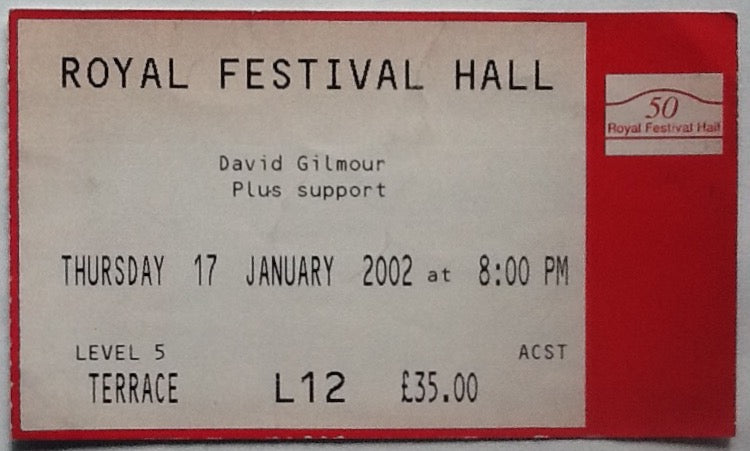 ROYAL FESTIVAL HALL
50
Royal Festival Hall
David Gilmour
Plus support
THURSDAY 17 JANUARY 2002 at 8:00 PM
LEVEL 5 ACST
TERRACE L12 £35.00